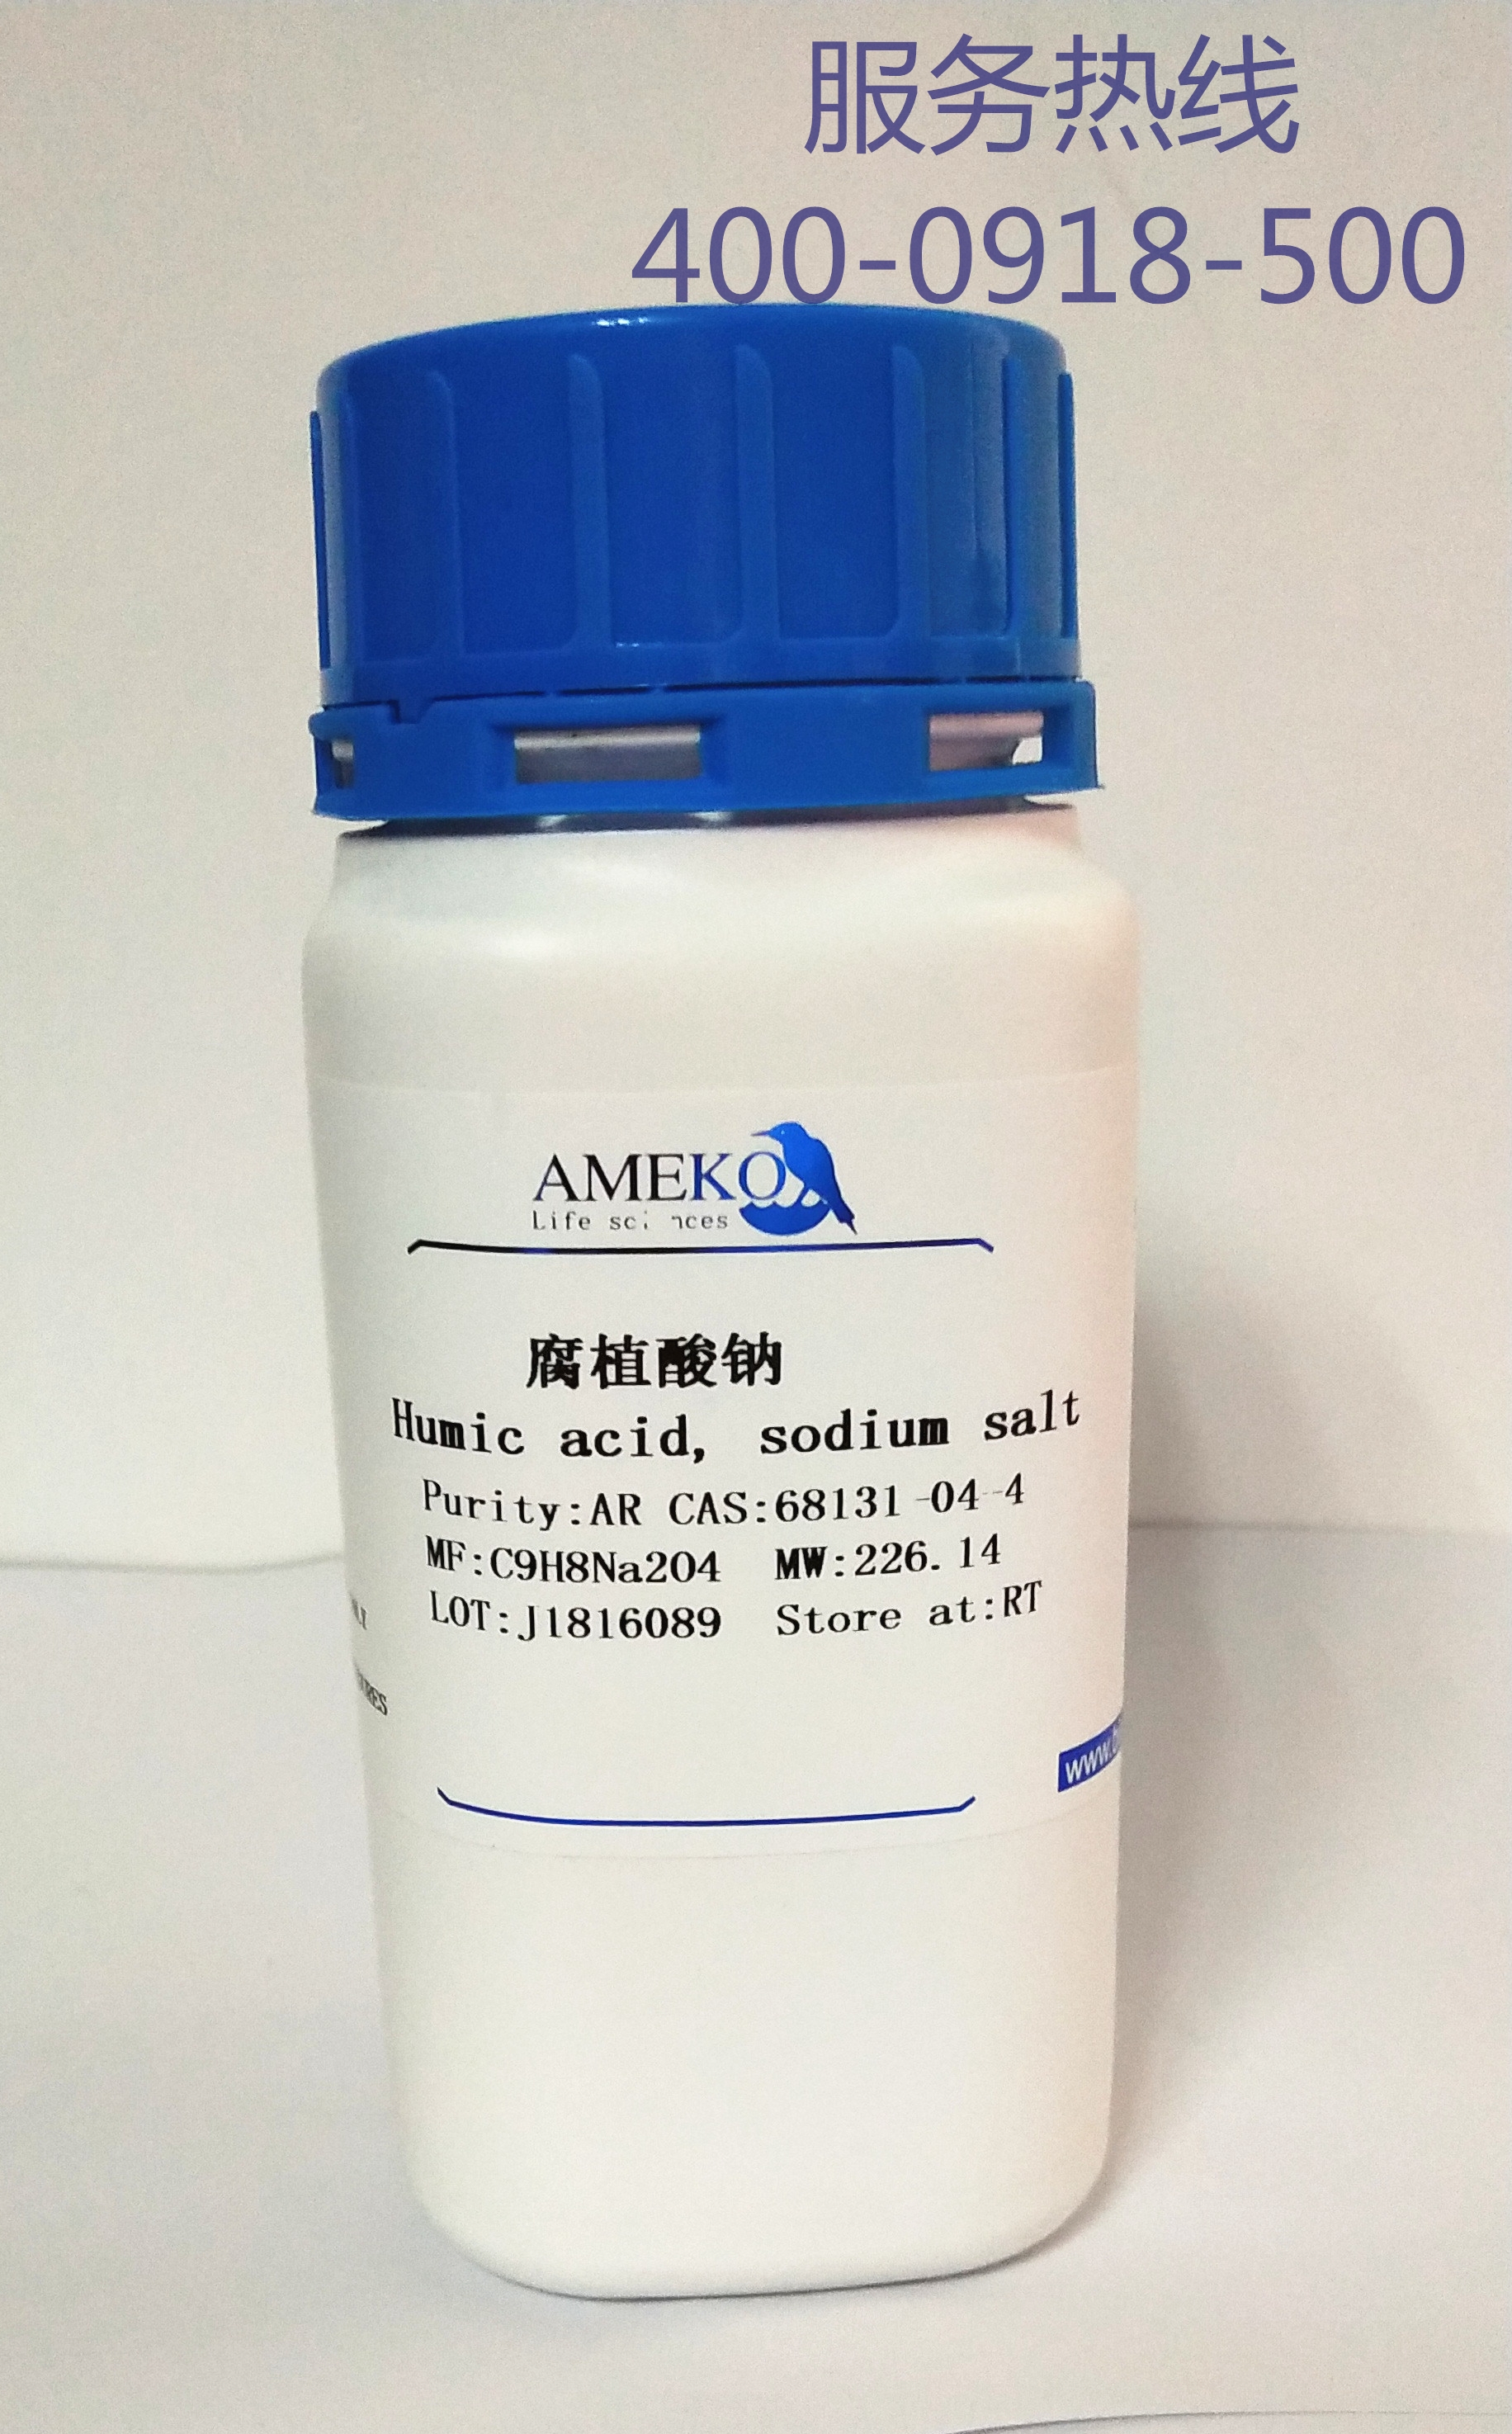 服务热线
400-0918-500
AMEKO
Life
腐植酸钠
Humic acid, sodium salt
Purity:AR CAS:68131-04-4
MF:C9H8Na2O4 MW:226.14
LOT:J1816089 Store at:RT